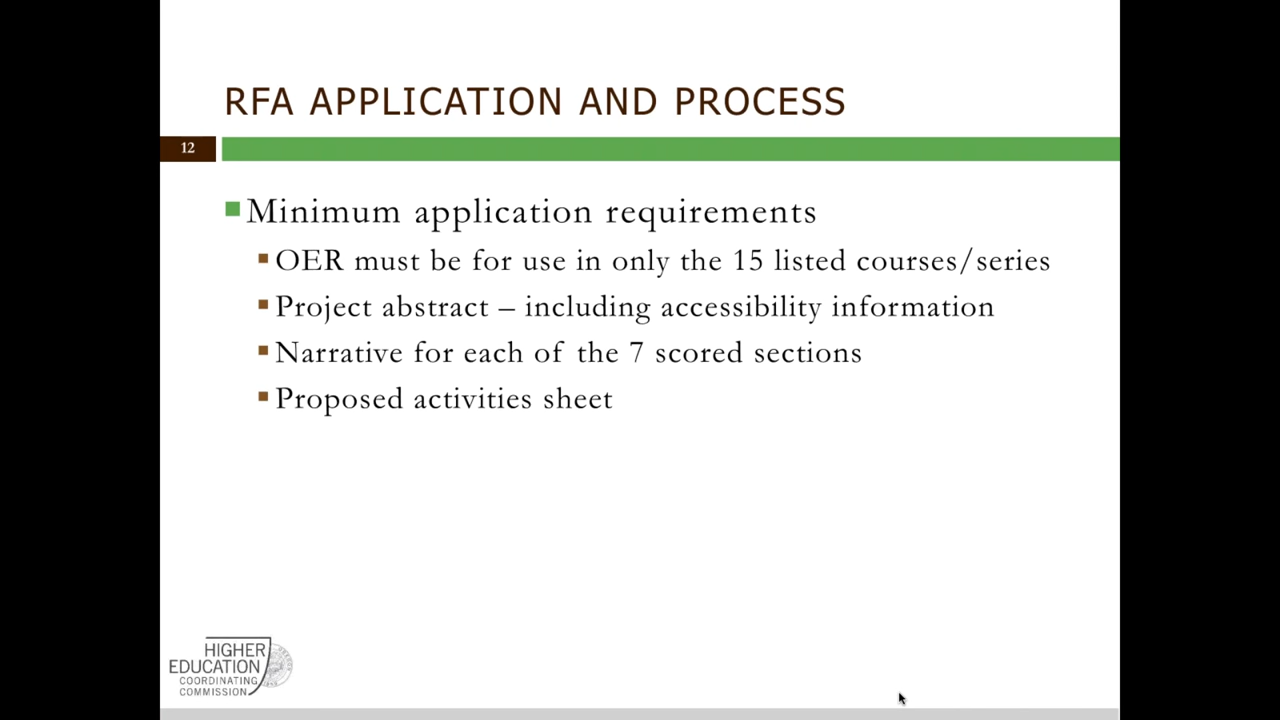 RFA APPLICATION AND PROCESS
12
Minimum application requirements
OER must be for use in only the 15 listed courses/series
Project abstract – including accessibility information
Narrative for each of the 7 scored sections
Proposed activities sheet
HIGHER
EDUCATION
COORDINATING
COMMISSION